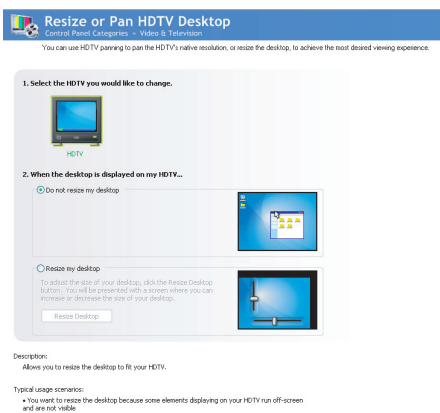 Resize or Pan HDTV Desktop
Control Panel Categories » Video & Television
You can use HDTV panning to pan the HDTV's native resolution, or resize the desktop, to achieve the most desired viewing experience.
1. Select the HDTV you would like to change.
HDTV
2. When the desktop is displayed on my HDTV...
Do not resize my desktop
Resize my desktop
To adjust the size of your desktop, click the Resize Desktop
button. You will be presented with a screen where you can
increase or decrease the size of your desktop.
Resize Desktop
Description:
Allows you to resize the desktop to fit your HDTV.
Typical usage scenarios:
• You want to resize the desktop because some elements displaying on your HDTV run off-screen
and are not visible